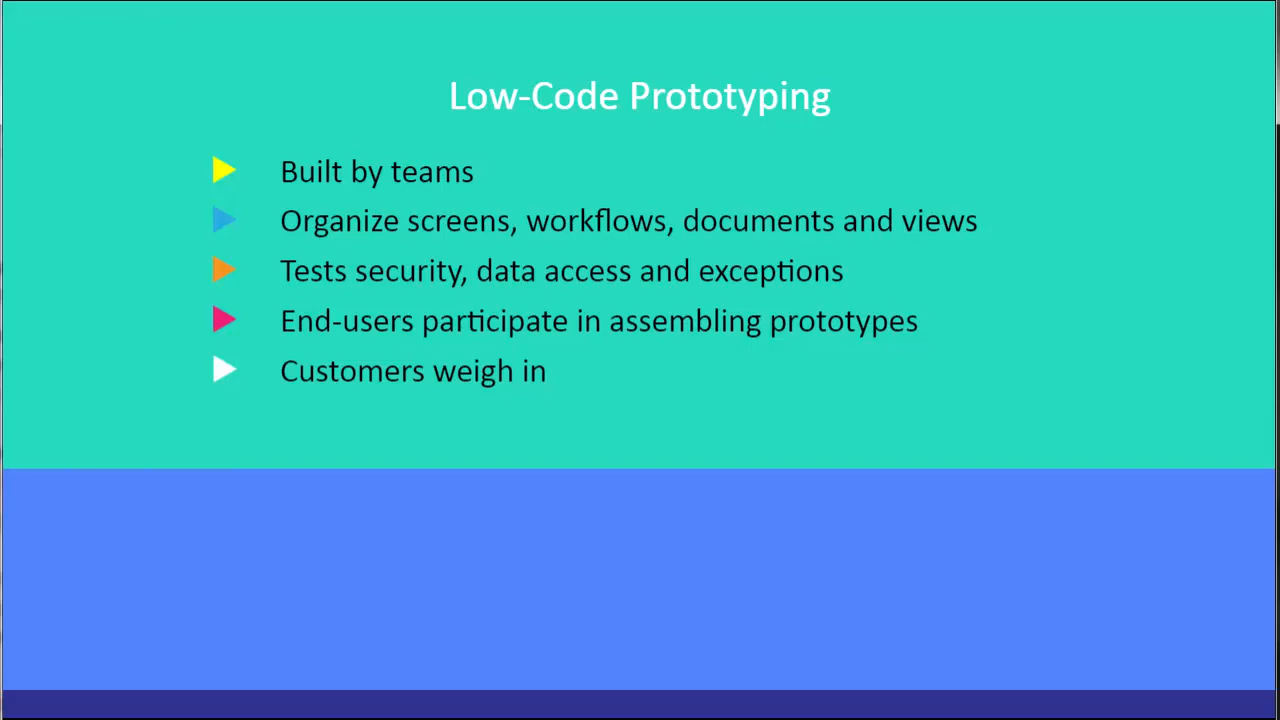 Low-Code Prototyping
Built by teams
Organize screens, workflows, documents and views
Tests security, data access and exceptions
End-users participate in assembling prototypes
Customers weigh in